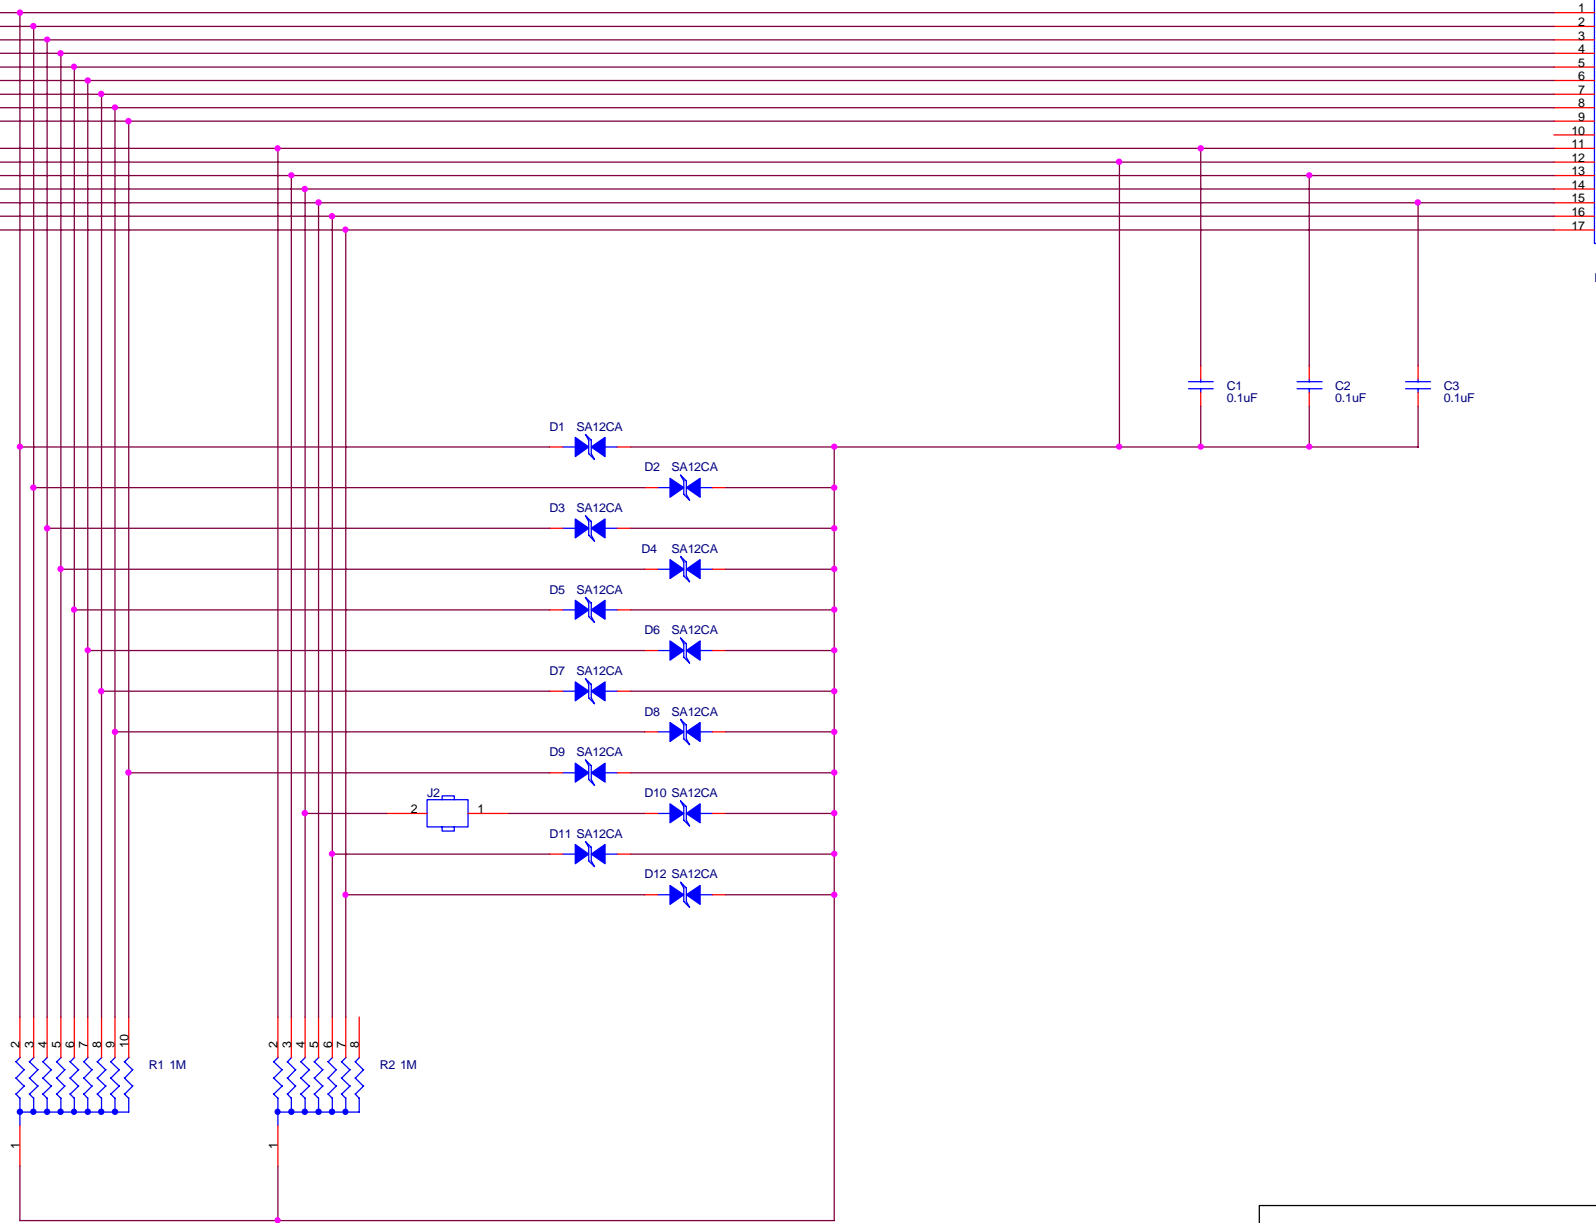 1
2
3
4
5
6
7
8
9
10
11
12
13
14
15
16
17
C1
0.1uF
C2
0.1uF
C3
0.1uF
D1 SA12CA
D2 SA12CA
D3 SA12CA
D4 SA12CA
D5 SA12CA
D6 SA12CA
D7 SA12CA
D8 SA12CA
D9 SA12CA
J2
2 1
D10 SA12CA
D11 SA12CA
D12 SA12CA
2 3 4 5 6 7 8 9 10
R1 1M
1
2 3 4 5 6 7 8
R2 1M
1